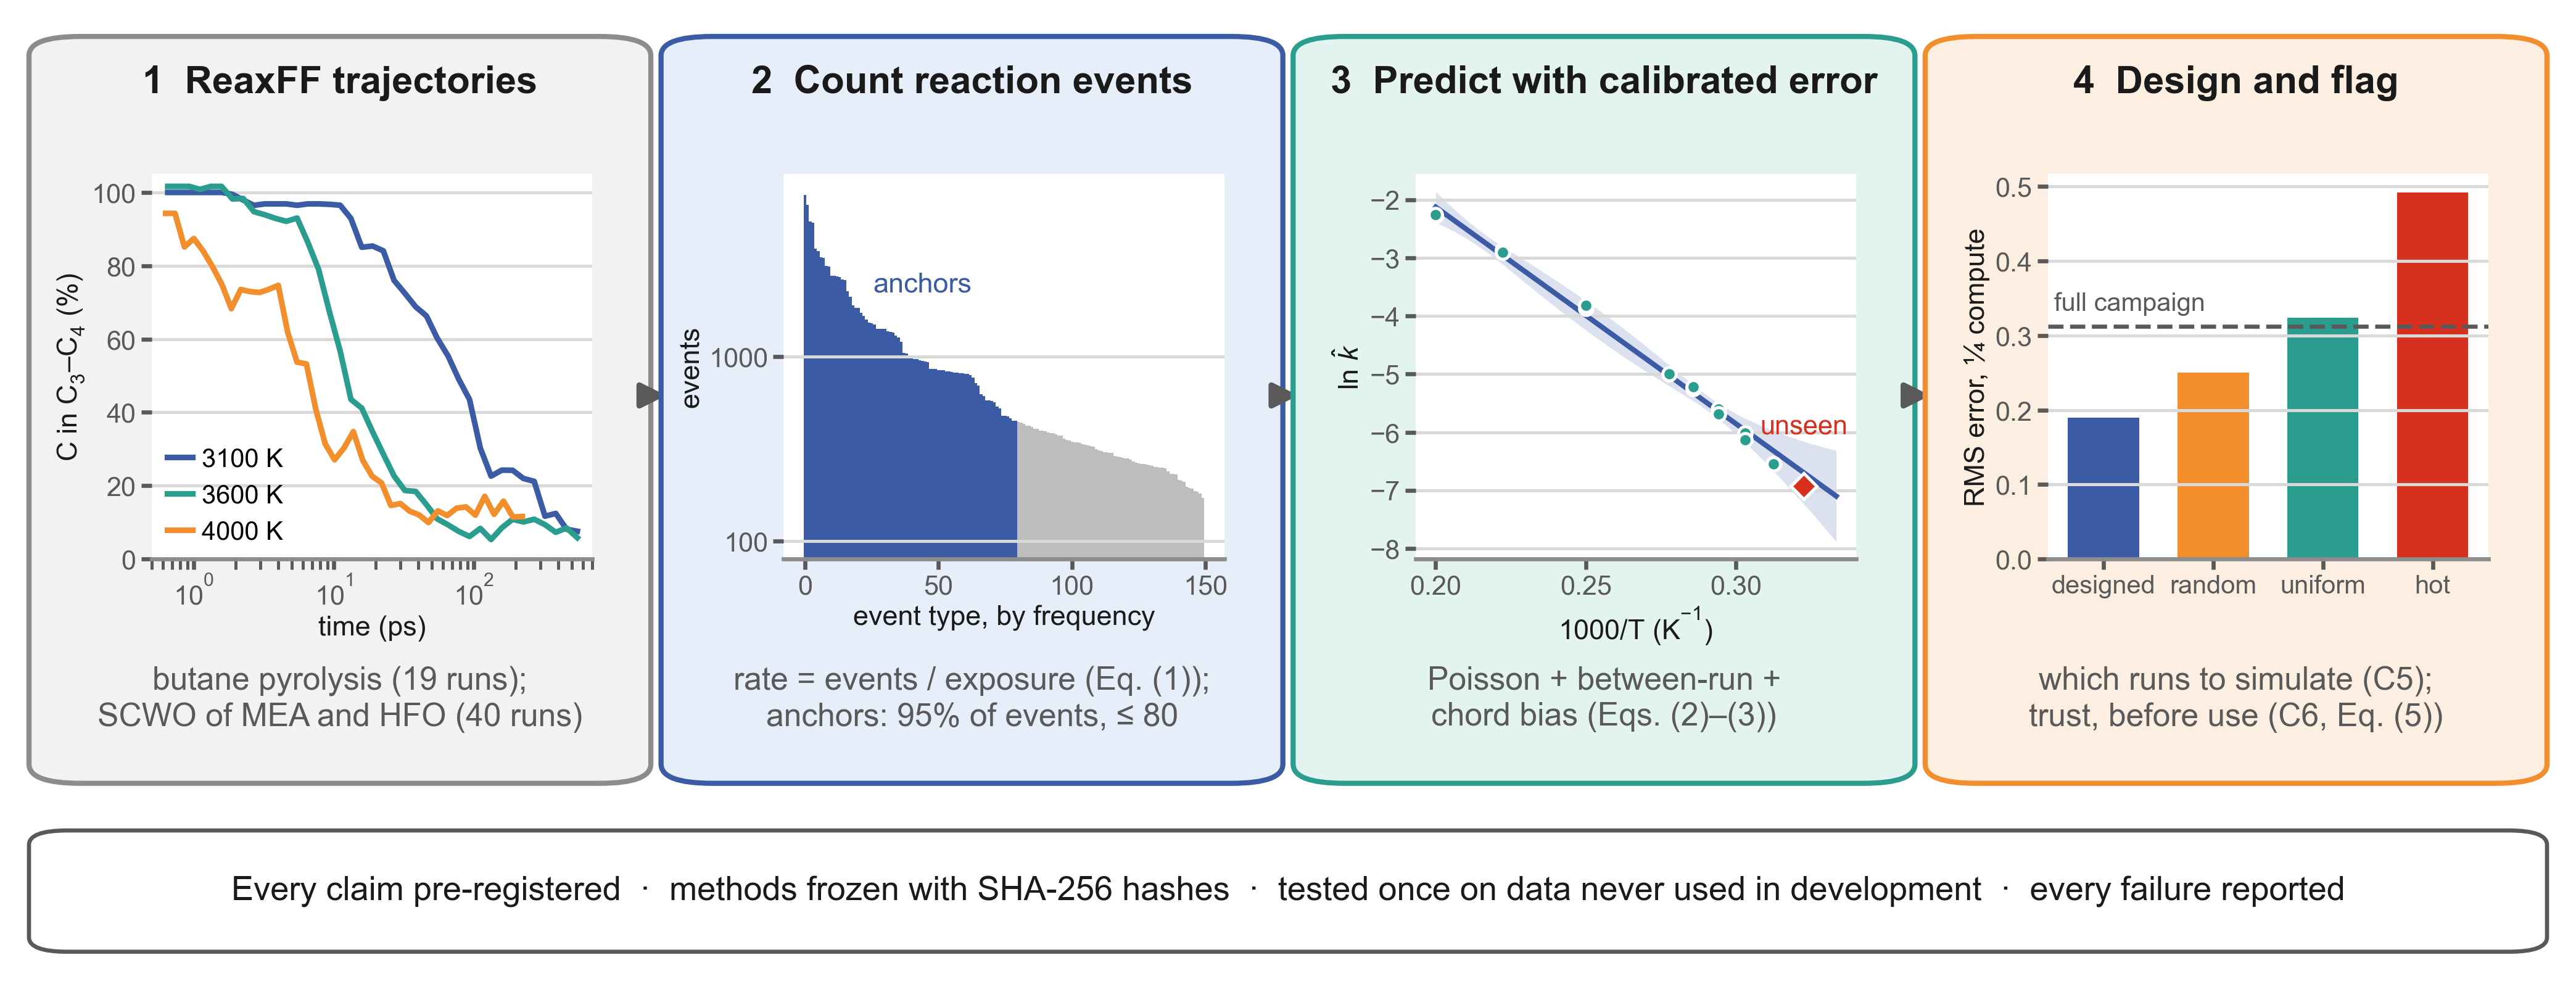 1 ReaxFF trajectories
C in C₃–C₄ (%)
100
80
60
40
20
0
3100 K
3600 K
4000 K
10⁰
10¹
10²
time (ps)
butane pyrolysis (19 runs);
SCWO of MEA and HFO (40 runs)
2 Count reaction events
events
1000
100
anchors
0
50
100
150
event type, by frequency
rate = events / exposure (Eq. (1));
anchors: 95% of events, ≤ 80
3 Predict with calibrated error
ln k̂
−2
−3
−4
−5
−6
−7
−8
unseen
0.20
0.25
0.30
1000/T (K⁻¹)
Poisson + between-run +
chord bias (Eqs. (2)–(3))
4 Design and flag
RMS error, ¼ compute
0.5
0.4
0.3
0.2
0.1
0.0
full campaign
designed
random
uniform
hot
which runs to simulate (C5);
trust, before use (C6, Eq. (5))
Every claim pre-registered · methods frozen with SHA-256 hashes · tested once on data never used in development · every failure reported